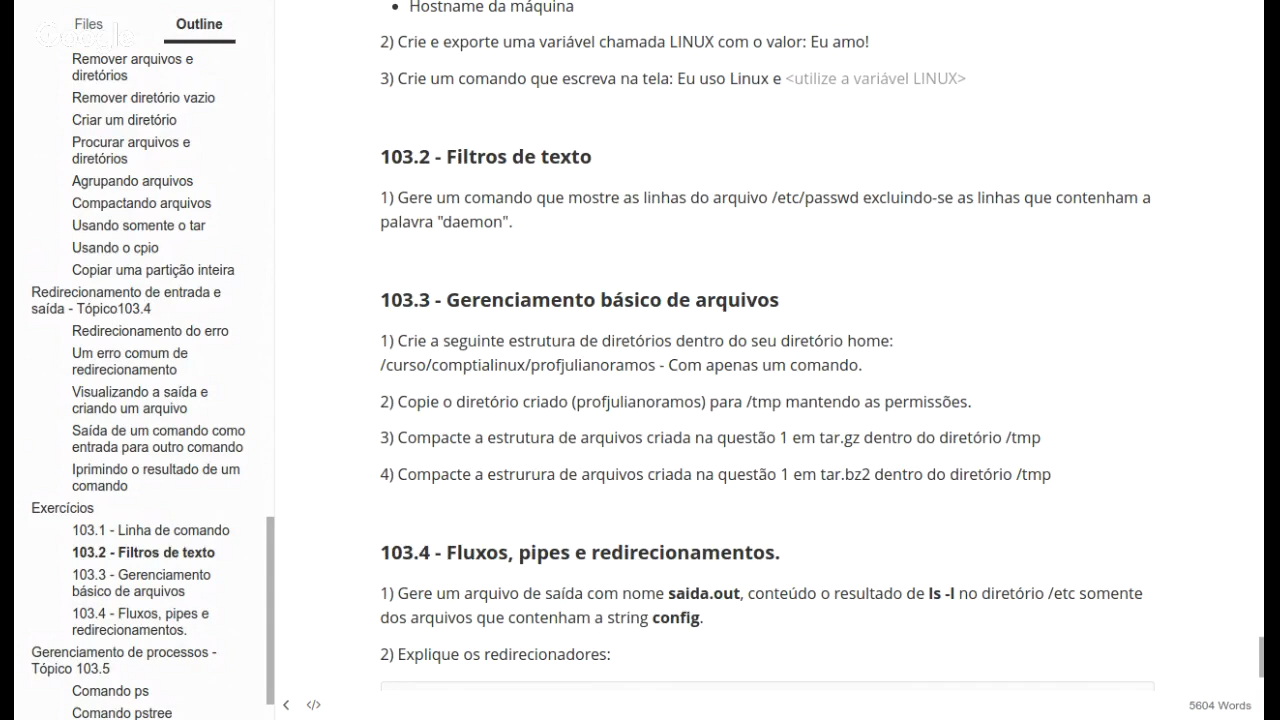 Files
Outline
Google
Remover arquivos e
diretórios
Remover diretório vazio
Criar um diretório
Procurar arquivos e
diretórios
Agrupando arquivos
Compactando arquivos
Usando somente o tar
Usando o cpio
Copiar uma partição inteira
Redirecionamento de entrada e
saída - Tópico103.4
Redirecionamento do erro
Um erro comum de
redirecionamento
Visualizando a saída e
criando um arquivo
Saída de um comando como
entrada para outro comando
Iprimindo o resultado de um
comando
Exercícios
103.1 - Linha de comando
103.2 - Filtros de texto
103.3 - Gerenciamento
básico de arquivos
103.4 - Fluxos, pipes e
redirecionamentos.
Gerenciamento de processos -
Tópico 103.5
Comando ps
Comando pstree
• Hostname da máquina
2) Crie e exporte uma variável chamada LINUX com o valor: Eu amo!
3) Crie um comando que escreva na tela: Eu uso Linux e <utilize a variável LINUX>
103.2 - Filtros de texto
1) Gere um comando que mostre as linhas do arquivo /etc/passwd excluindo-se as linhas que contenham a
palavra "daemon".
103.3 - Gerenciamento básico de arquivos
1) Crie a seguinte estrutura de diretórios dentro do seu diretório home:
/curso/comptialinux/profjulianoramos - Com apenas um comando.
2) Copie o diretório criado (profjulianoramos) para /tmp mantendo as permissões.
3) Compacte a estrutura de arquivos criada na questão 1 em tar.gz dentro do diretório /tmp
4) Compacte a estrurura de arquivos criada na questão 1 em tar.bz2 dentro do diretório /tmp
103.4 - Fluxos, pipes e redirecionamentos.
1) Gere um arquivo de saída com nome saida.out, conteúdo o resultado de ls -l no diretório /etc somente
dos arquivos que contenham a string config.
2) Explique os redirecionadores:
< </> 5604 Words